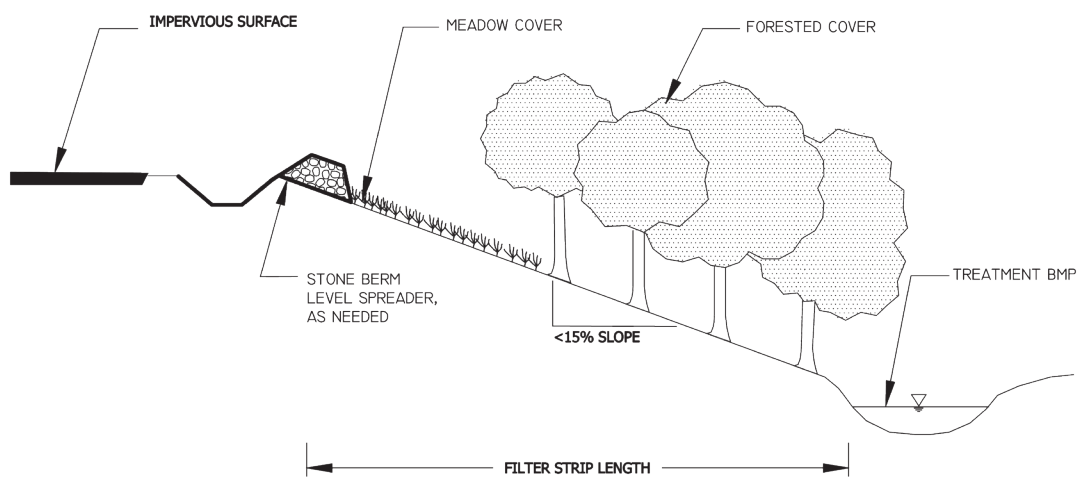 IMPERVIOUS SURFACE
MEADOW COVER
FORESTED COVER
STONE BERM
LEVEL SPREADER,
AS NEEDED
TREATMENT BMP
<15% SLOPE
FILTER STRIP LENGTH